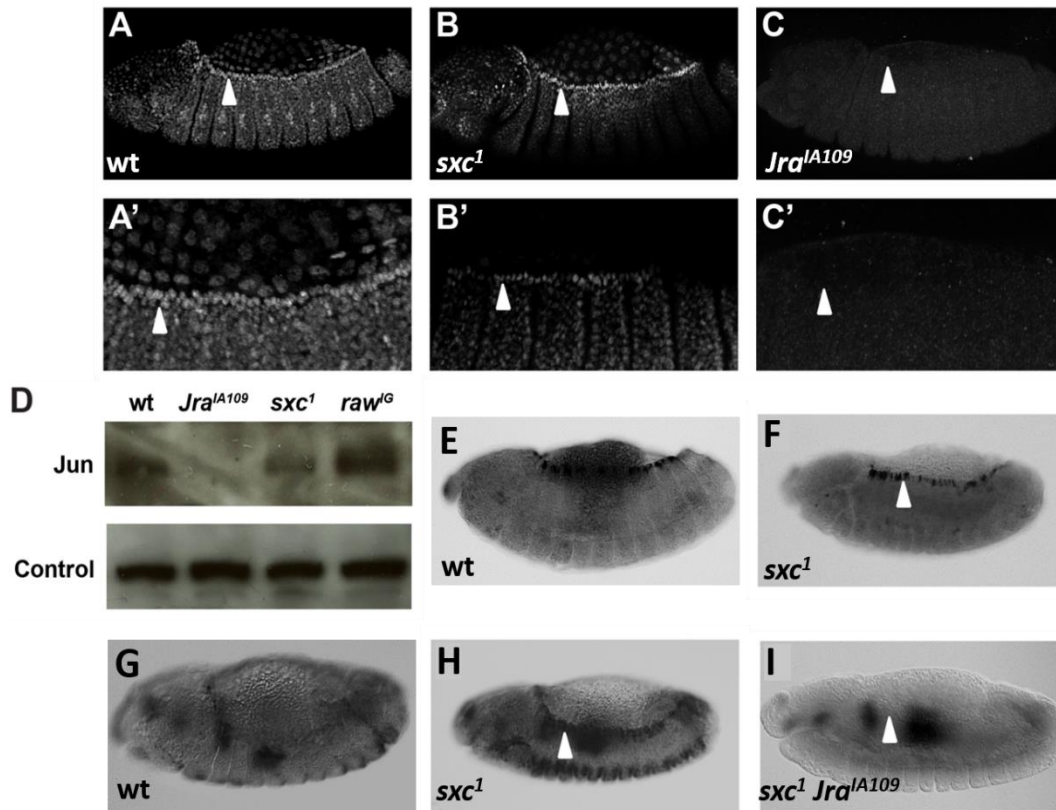 A
wt
B
sxc¹
C
Jraᴵᴬ¹⁰⁹
A’
B’
C’
D
wt Jraᴵᴬ¹⁰⁹ sxc¹ rawᴵᴳ
Jun
Control
E
wt
F
sxc¹
G
wt
H
sxc¹
I
sxc¹ Jraᴵᴬ¹⁰⁹